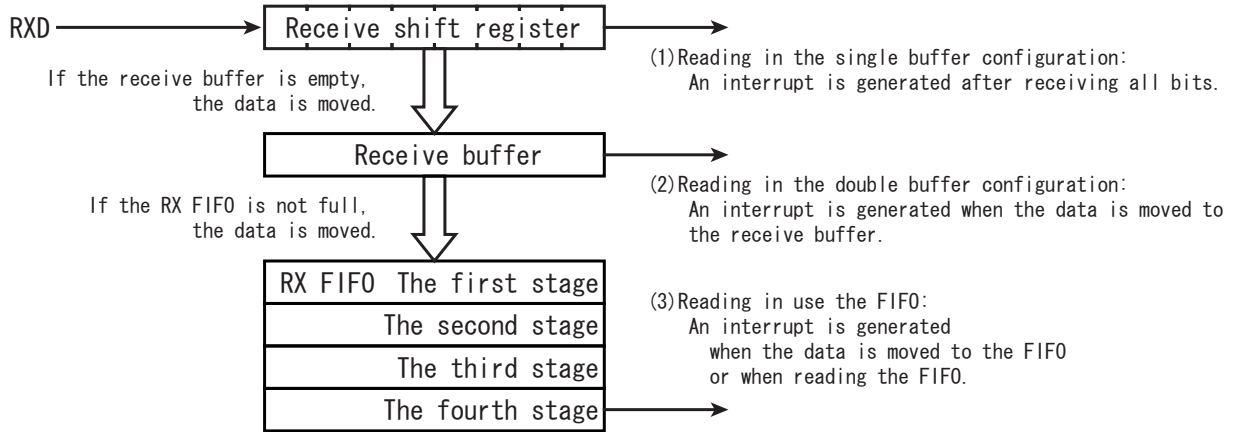 RXD
Receive shift register
(1)Reading in the single buffer configuration:
An interrupt is generated after receiving all bits.
If the receive buffer is empty,
the data is moved.
Receive buffer
(2)Reading in the double buffer configuration:
An interrupt is generated when the data is moved to
the receive buffer.
If the RX FIFO is not full,
the data is moved.
RX FIFO The first stage
The second stage
The third stage
The fourth stage
(3)Reading in use the FIFO:
An interrupt is generated
when the data is moved to the FIFO
or when reading the FIFO.